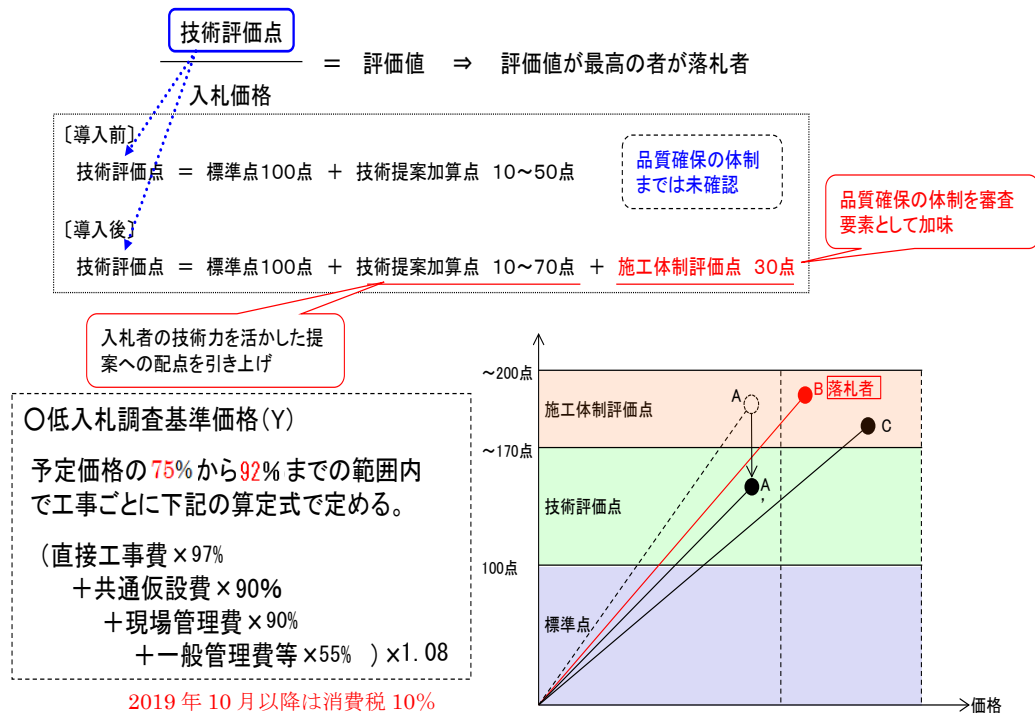 技術評価点
= 評価値 ⇒ 評価値が最高の者が落札者
入札価格
〔導入前〕
技術評価点 = 標準点100点 + 技術提案加算点 10～50点
品質確保の体制
までは未確認
〔導入後〕
技術評価点 = 標準点100点 + 技術提案加算点 10～70点 + 施工体制評価点 30点
品質確保の体制を審査
要素として加味
入札者の技術力を活かした提
案への配点を引き上げ
〇低入札調査基準価格(Y)
予定価格の75%から92%までの範囲内
で工事ごとに下記の算定式で定める。
(直接工事費×97%
+共通仮設費×90%
+現場管理費×90%
+一般管理費等×55% )×1.08
2019年10月以降は消費税10%
～200点
施工体制評価点
A
B 落札者
C
～170点
A'
技術評価点
100点
標準点
価格